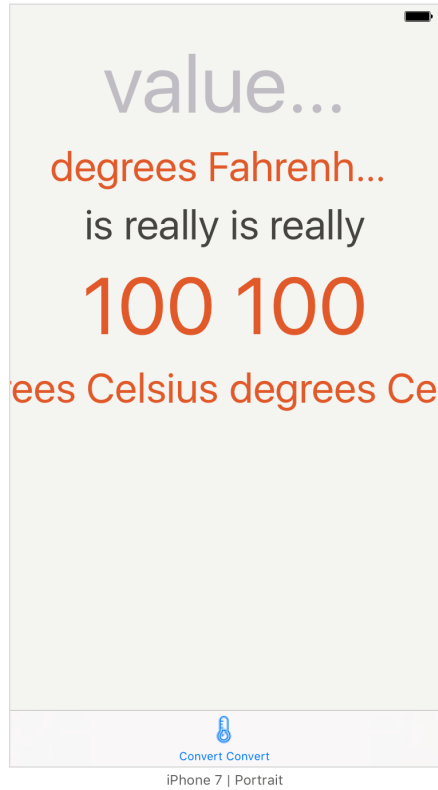 value...
degrees Fahrenh...
is really is really
100 100
rees Celsius degrees Ce
Convert Convert
iPhone 7 | Portrait